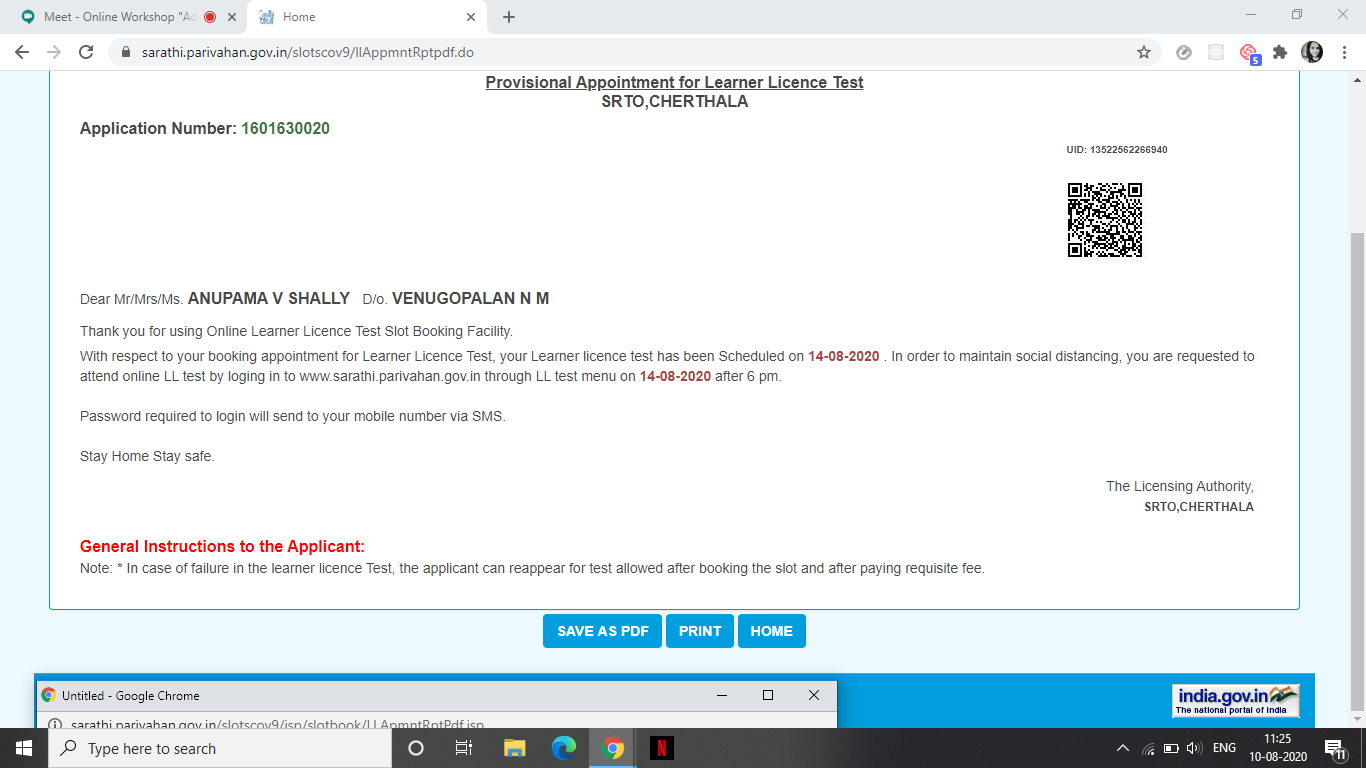 Meet - Online Workshop "Ad
Home
sarathi.parivahan.gov.in/slotscov9/llAppmntRptpdf.do
5
Provisional Appointment for Learner Licence Test
SRTO,CHERTHALA
Application Number: 1601630020
UID: 13522562266940
Dear Mr/Mrs/Ms. ANUPAMA V SHALLY D/o. VENUGOPALAN N M
Thank you for using Online Learner Licence Test Slot Booking Facility.
With respect to your booking appointment for Learner Licence Test, your Learner licence test has been Scheduled on 14-08-2020 . In order to maintain social distancing, you are requested to
attend online LL test by loging in to www.sarathi.parivahan.gov.in through LL test menu on 14-08-2020 after 6 pm.
Password required to login will send to your mobile number via SMS.
Stay Home Stay safe.
The Licensing Authority,
SRTO,CHERTHALA
General Instructions to the Applicant:
Note: * In case of failure in the learner licence Test, the applicant can reappear for test allowed after booking the slot and after paying requisite fee.
SAVE AS PDF PRINT HOME
Untitled - Google Chrome
sarathi.parivahan.gov.in/slotscov9/jsp/slotbook/LLApmntRptPdf.jsp
india.gov.in
The national portal of India
Type here to search
N
ENG
11:25
10-08-2020
11